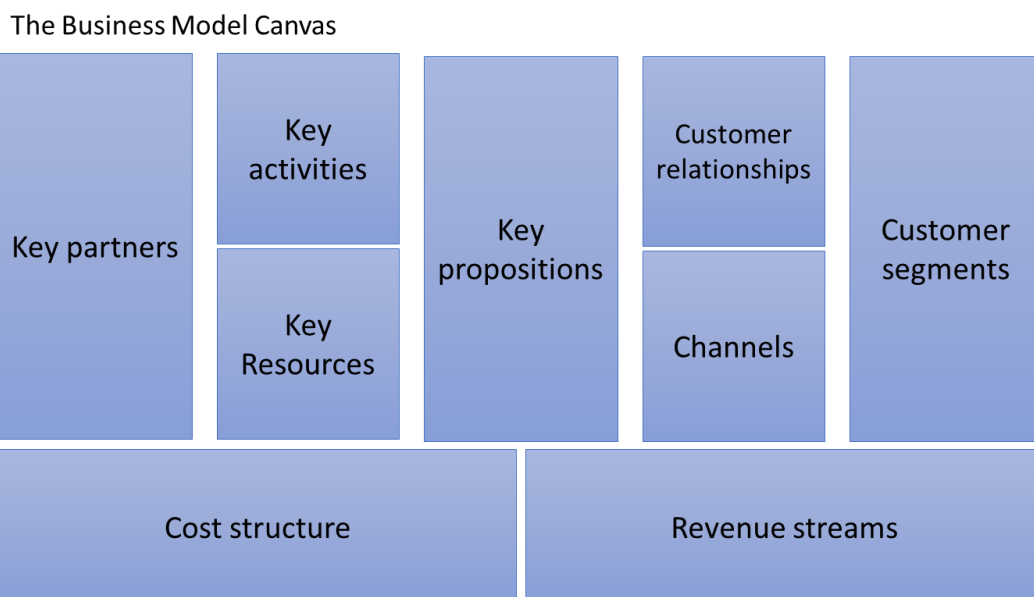 The Business Model Canvas
Key partners
Key
activities
Key
Resources
Key
propositions
Customer
relationships
Channels
Customer
segments
Cost structure
Revenue streams